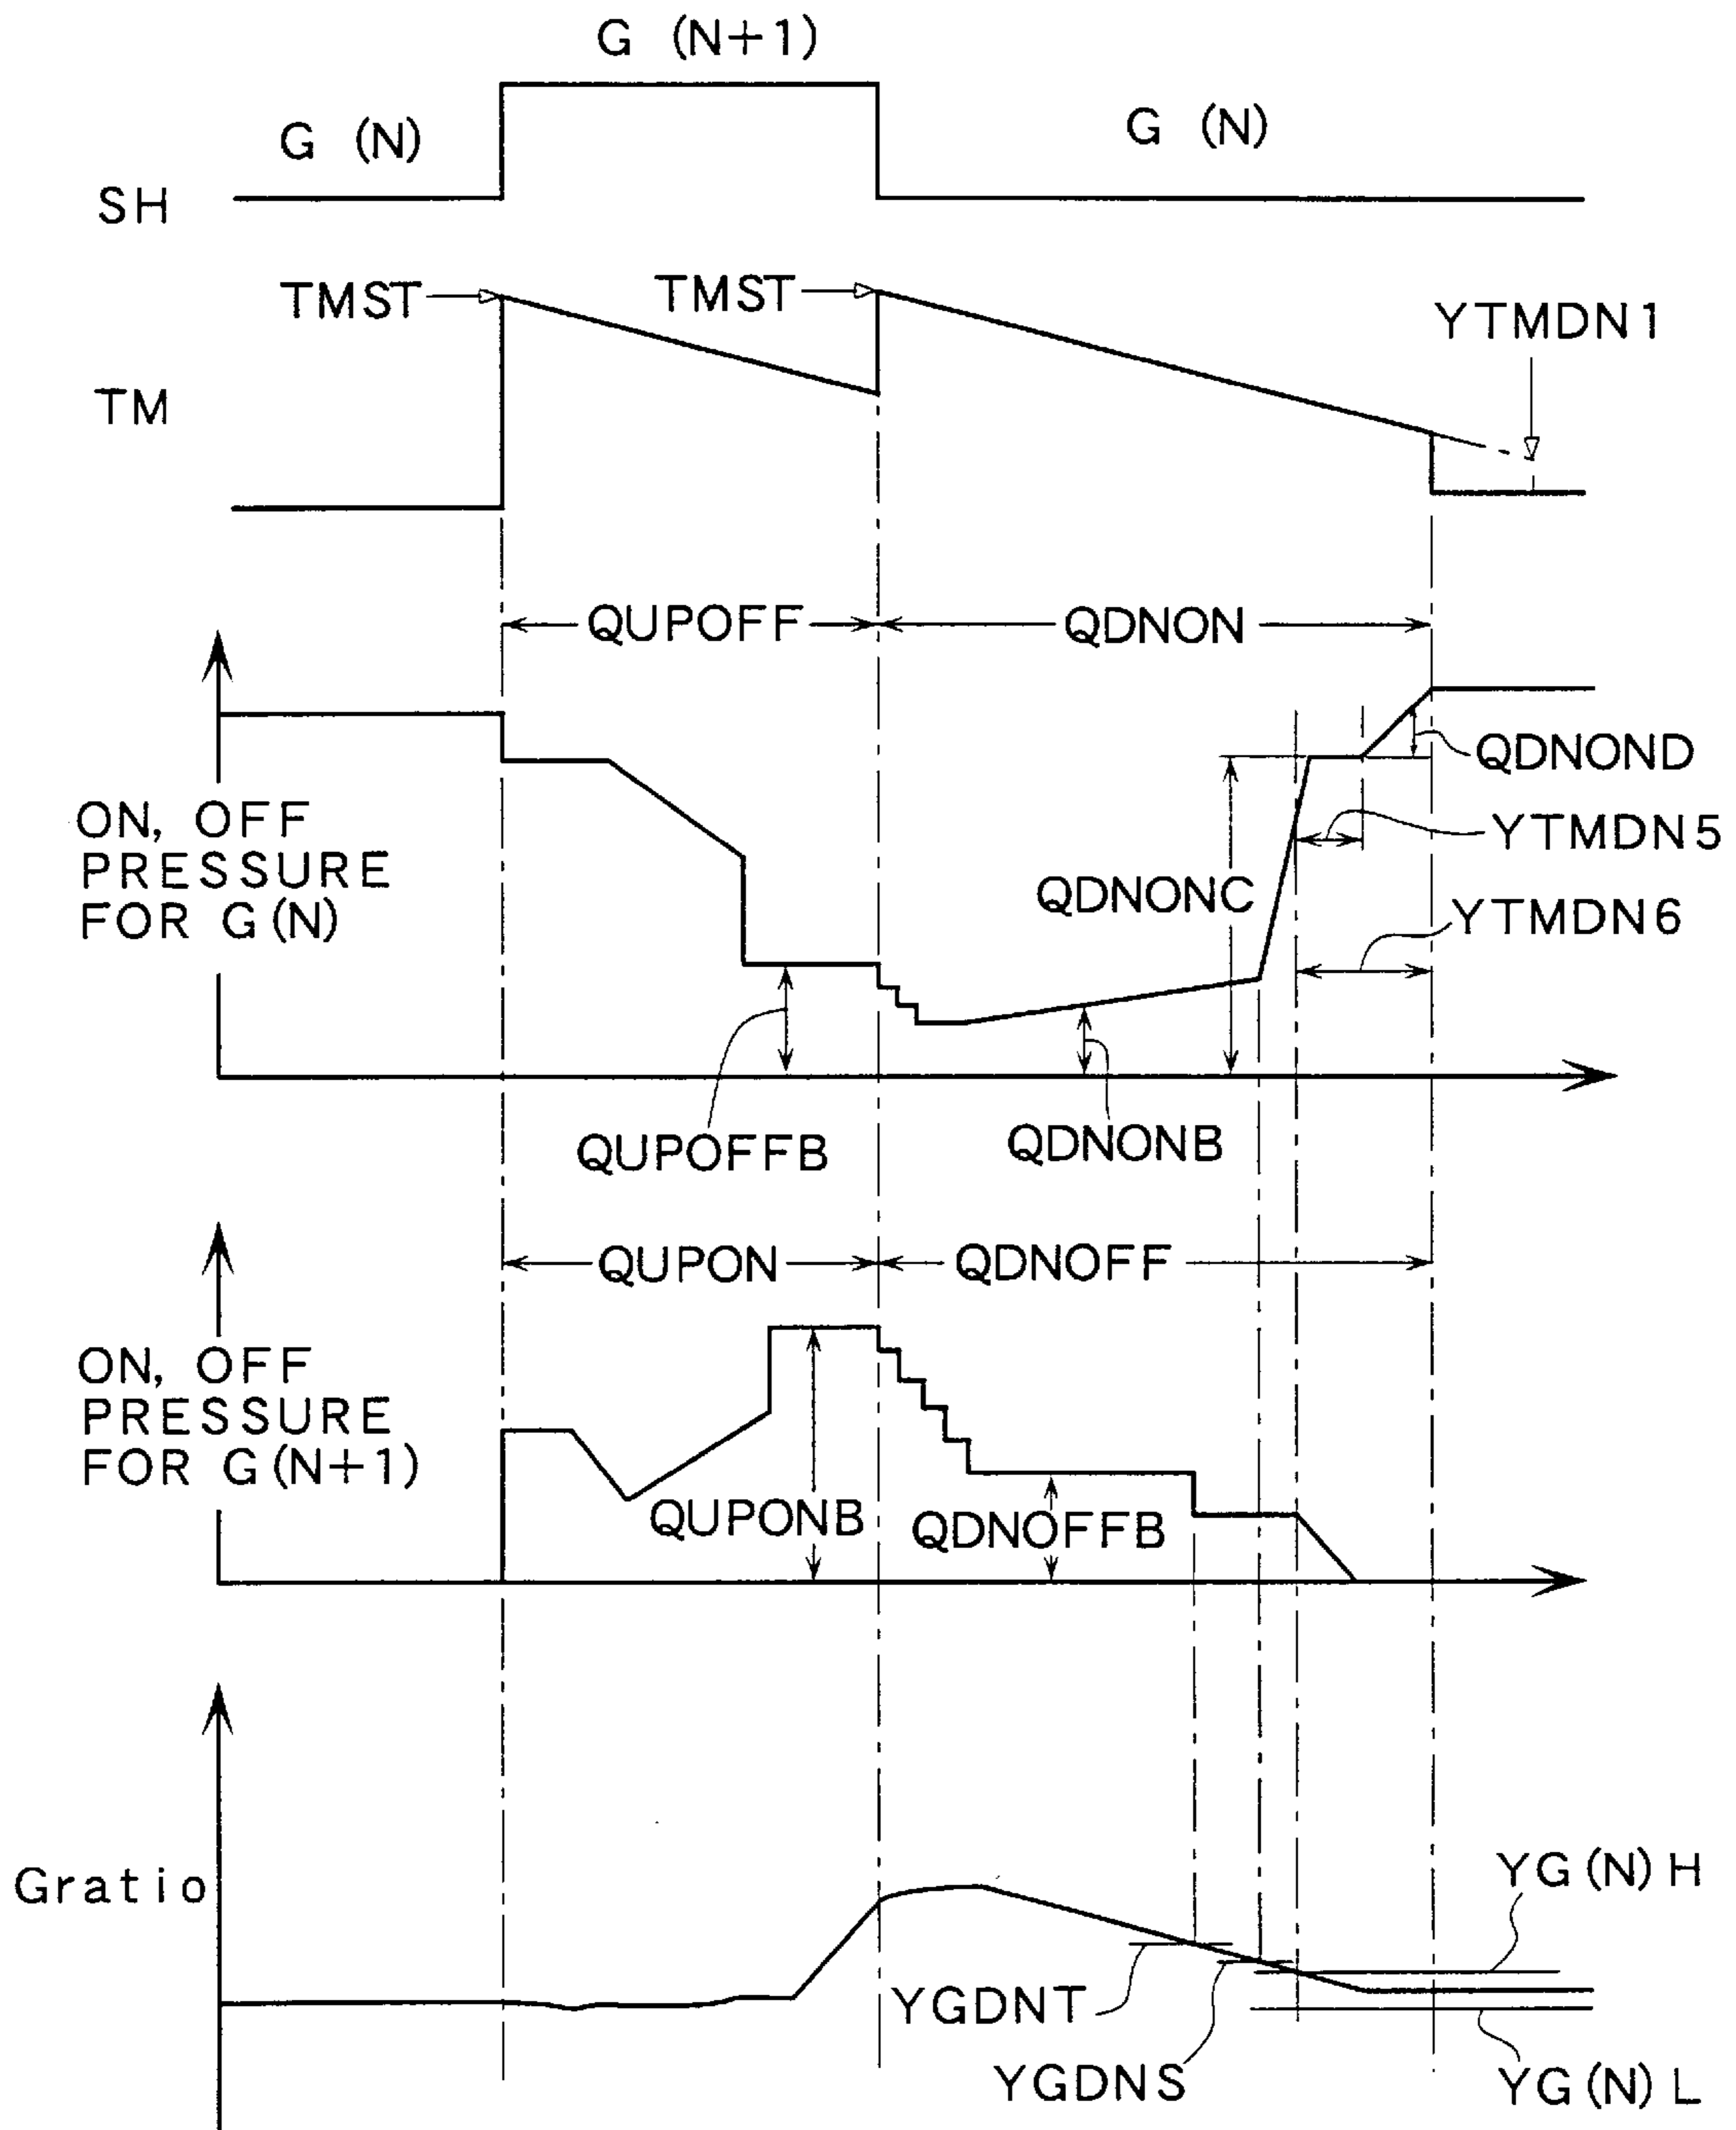 G (N+1)
G (N)
G (N)
SH
TMST
TMST
YTMDN1
TM
QUPOFF
QDNON
QDNOND
ON, OFF
PRESSURE
FOR G(N)
YTMDN5
QDNONC
YTMDN6
QUPOFFB
QDNONB
QUPON
QDNOFF
ON, OFF
PRESSURE
FOR G(N+1)
QUPONB
QDNOFFB
Gratio
YG(N)H
YGDNT
YGDNS
YG(N)L